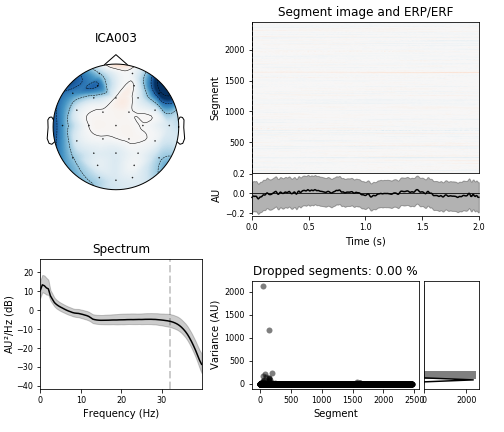 ICA003
Segment image and ERP/ERF
Segment
2000
1500
1000
500
AU
0.2
0.0
−0.2
0.0 0.5 1.0 1.5 2.0
Time (s)
Spectrum
AU²/Hz (dB)
20
10
0
−10
−20
−30
−40
0 10 20 30
Frequency (Hz)
Dropped segments: 0.00 %
Variance (AU)
2000
1500
1000
500
0
0 500 1000 1500 2000 2500
Segment
0 2000